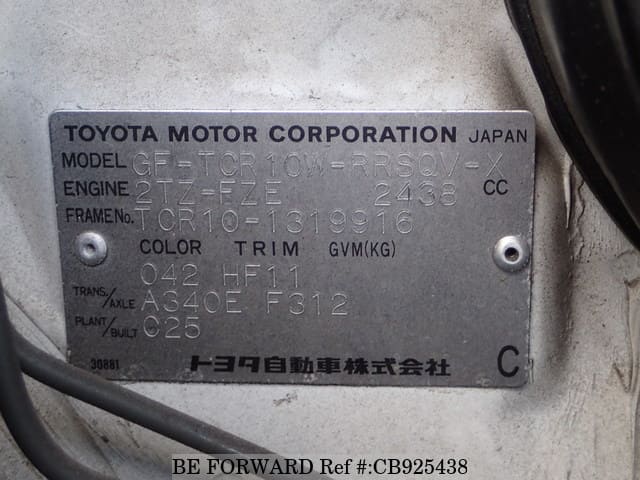 TOYOTA MOTOR CORPORATION JAPAN
MODEL GF-TCR10W-RRSQV-X
ENGINE 2TZ-FZE 2438 CC
FRAME No. TCR10-1319916
COLOR TRIM GVM(KG)
042 HF11
TRANS./AXLE A340E F312
PLANT/BUILT C25
30881 トヨタ自動車株式会社 C
BE FORWARD Ref #:CB925438